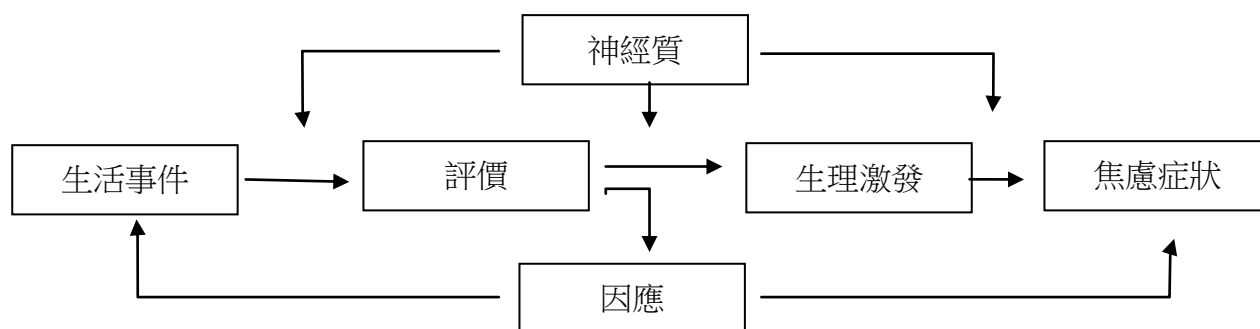 神經質
生活事件
評價
生理激發
焦慮症狀
因應